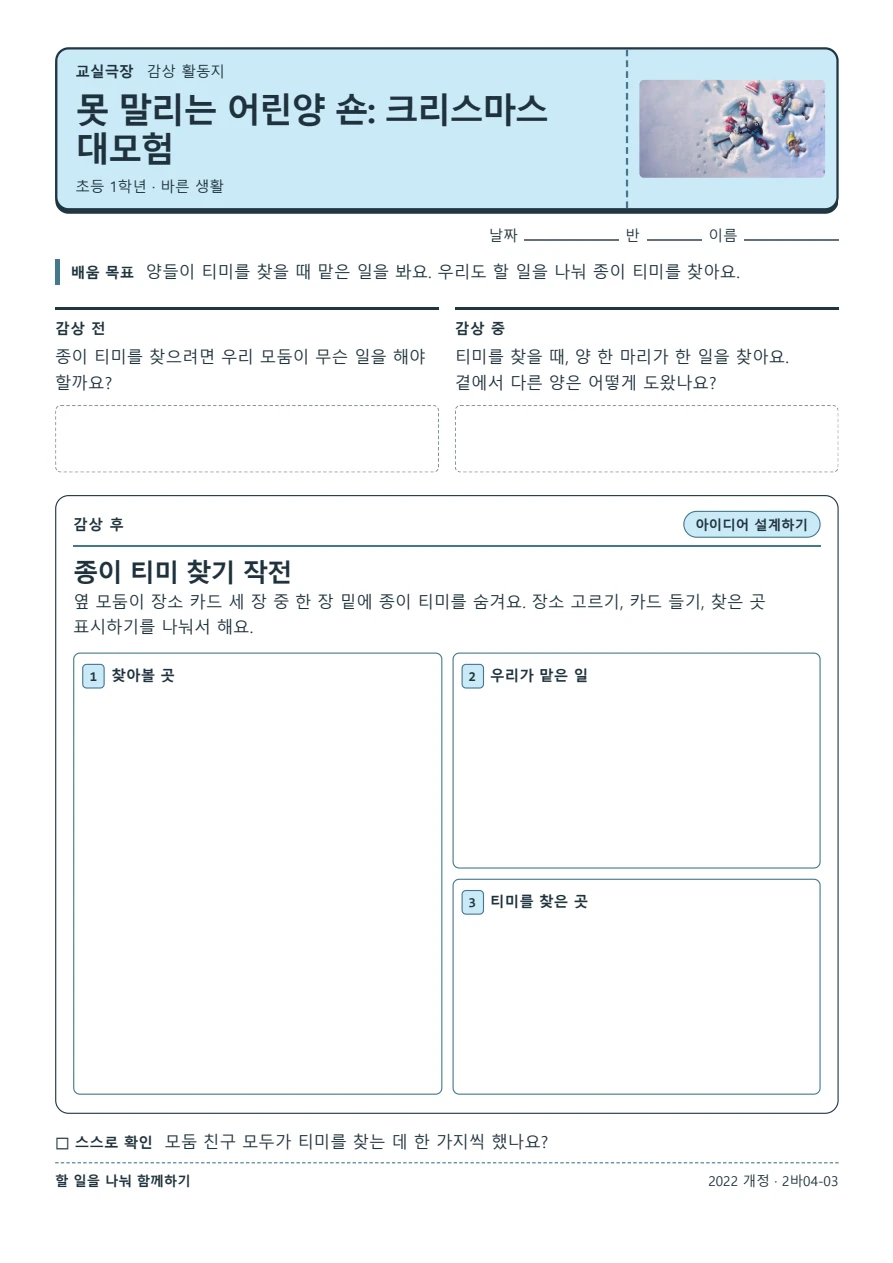 교실극장 감상 활동지
못 말리는 어린양 숀: 크리스마스
대모험
초등 1학년 · 바른 생활
날짜 반 이름
배움 목표 양들이 티미를 찾을 때 맡은 일을 봐요. 우리도 할 일을 나눠 종이 티미를 찾아요.
감상 전
종이 티미를 찾으려면 우리 모둠이 무슨 일을 해야
할까요?
감상 중
티미를 찾을 때, 양 한 마리가 한 일을 찾아요.
곁에서 다른 양은 어떻게 도왔나요?
감상 후
아이디어 설계하기
종이 티미 찾기 작전
옆 모둠이 장소 카드 세 장 중 한 장 밑에 종이 티미를 숨겨요. 장소 고르기, 카드 들기, 찾은 곳
표시하기를 나눠서 해요.
1 찾아볼 곳
2 우리가 맡은 일
3 티미를 찾은 곳
□ 스스로 확인 모둠 친구 모두가 티미를 찾는 데 한 가지씩 했나요?
할 일을 나눠 함께하기
2022 개정 · 2바04-03